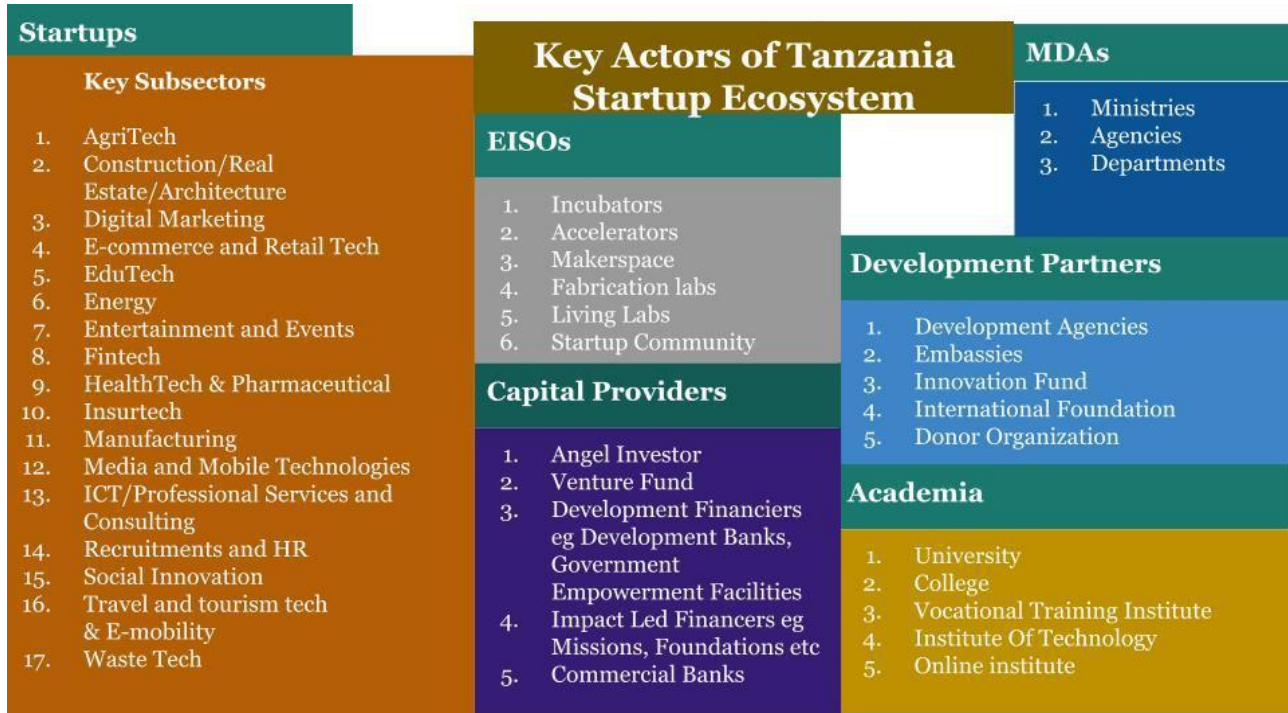 Startups
Key Subsectors
1. AgriTech
2. Construction/Real
Estate/Architecture
3. Digital Marketing
4. E-commerce and Retail Tech
5. EduTech
6. Energy
7. Entertainment and Events
8. Fintech
9. HealthTech & Pharmaceutical
10. Insurtech
11. Manufacturing
12. Media and Mobile Technologies
13. ICT/Professional Services and
Consulting
14. Recruitments and HR
15. Social Innovation
16. Travel and tourism tech
& E-mobility
17. Waste Tech
Key Actors of Tanzania
Startup Ecosystem
EISOs
1. Incubators
2. Accelerators
3. Makerspace
4. Fabrication labs
5. Living Labs
6. Startup Community
Capital Providers
1. Angel Investor
2. Venture Fund
3. Development Financiers
eg Development Banks,
Government
Empowerment Facilities
4. Impact Led Financers eg
Missions, Foundations etc
5. Commercial Banks
MDAs
1. Ministries
2. Agencies
3. Departments
Development Partners
1. Development Agencies
2. Embassies
3. Innovation Fund
4. International Foundation
5. Donor Organization
Academia
1. University
2. College
3. Vocational Training Institute
4. Institute Of Technology
5. Online institute